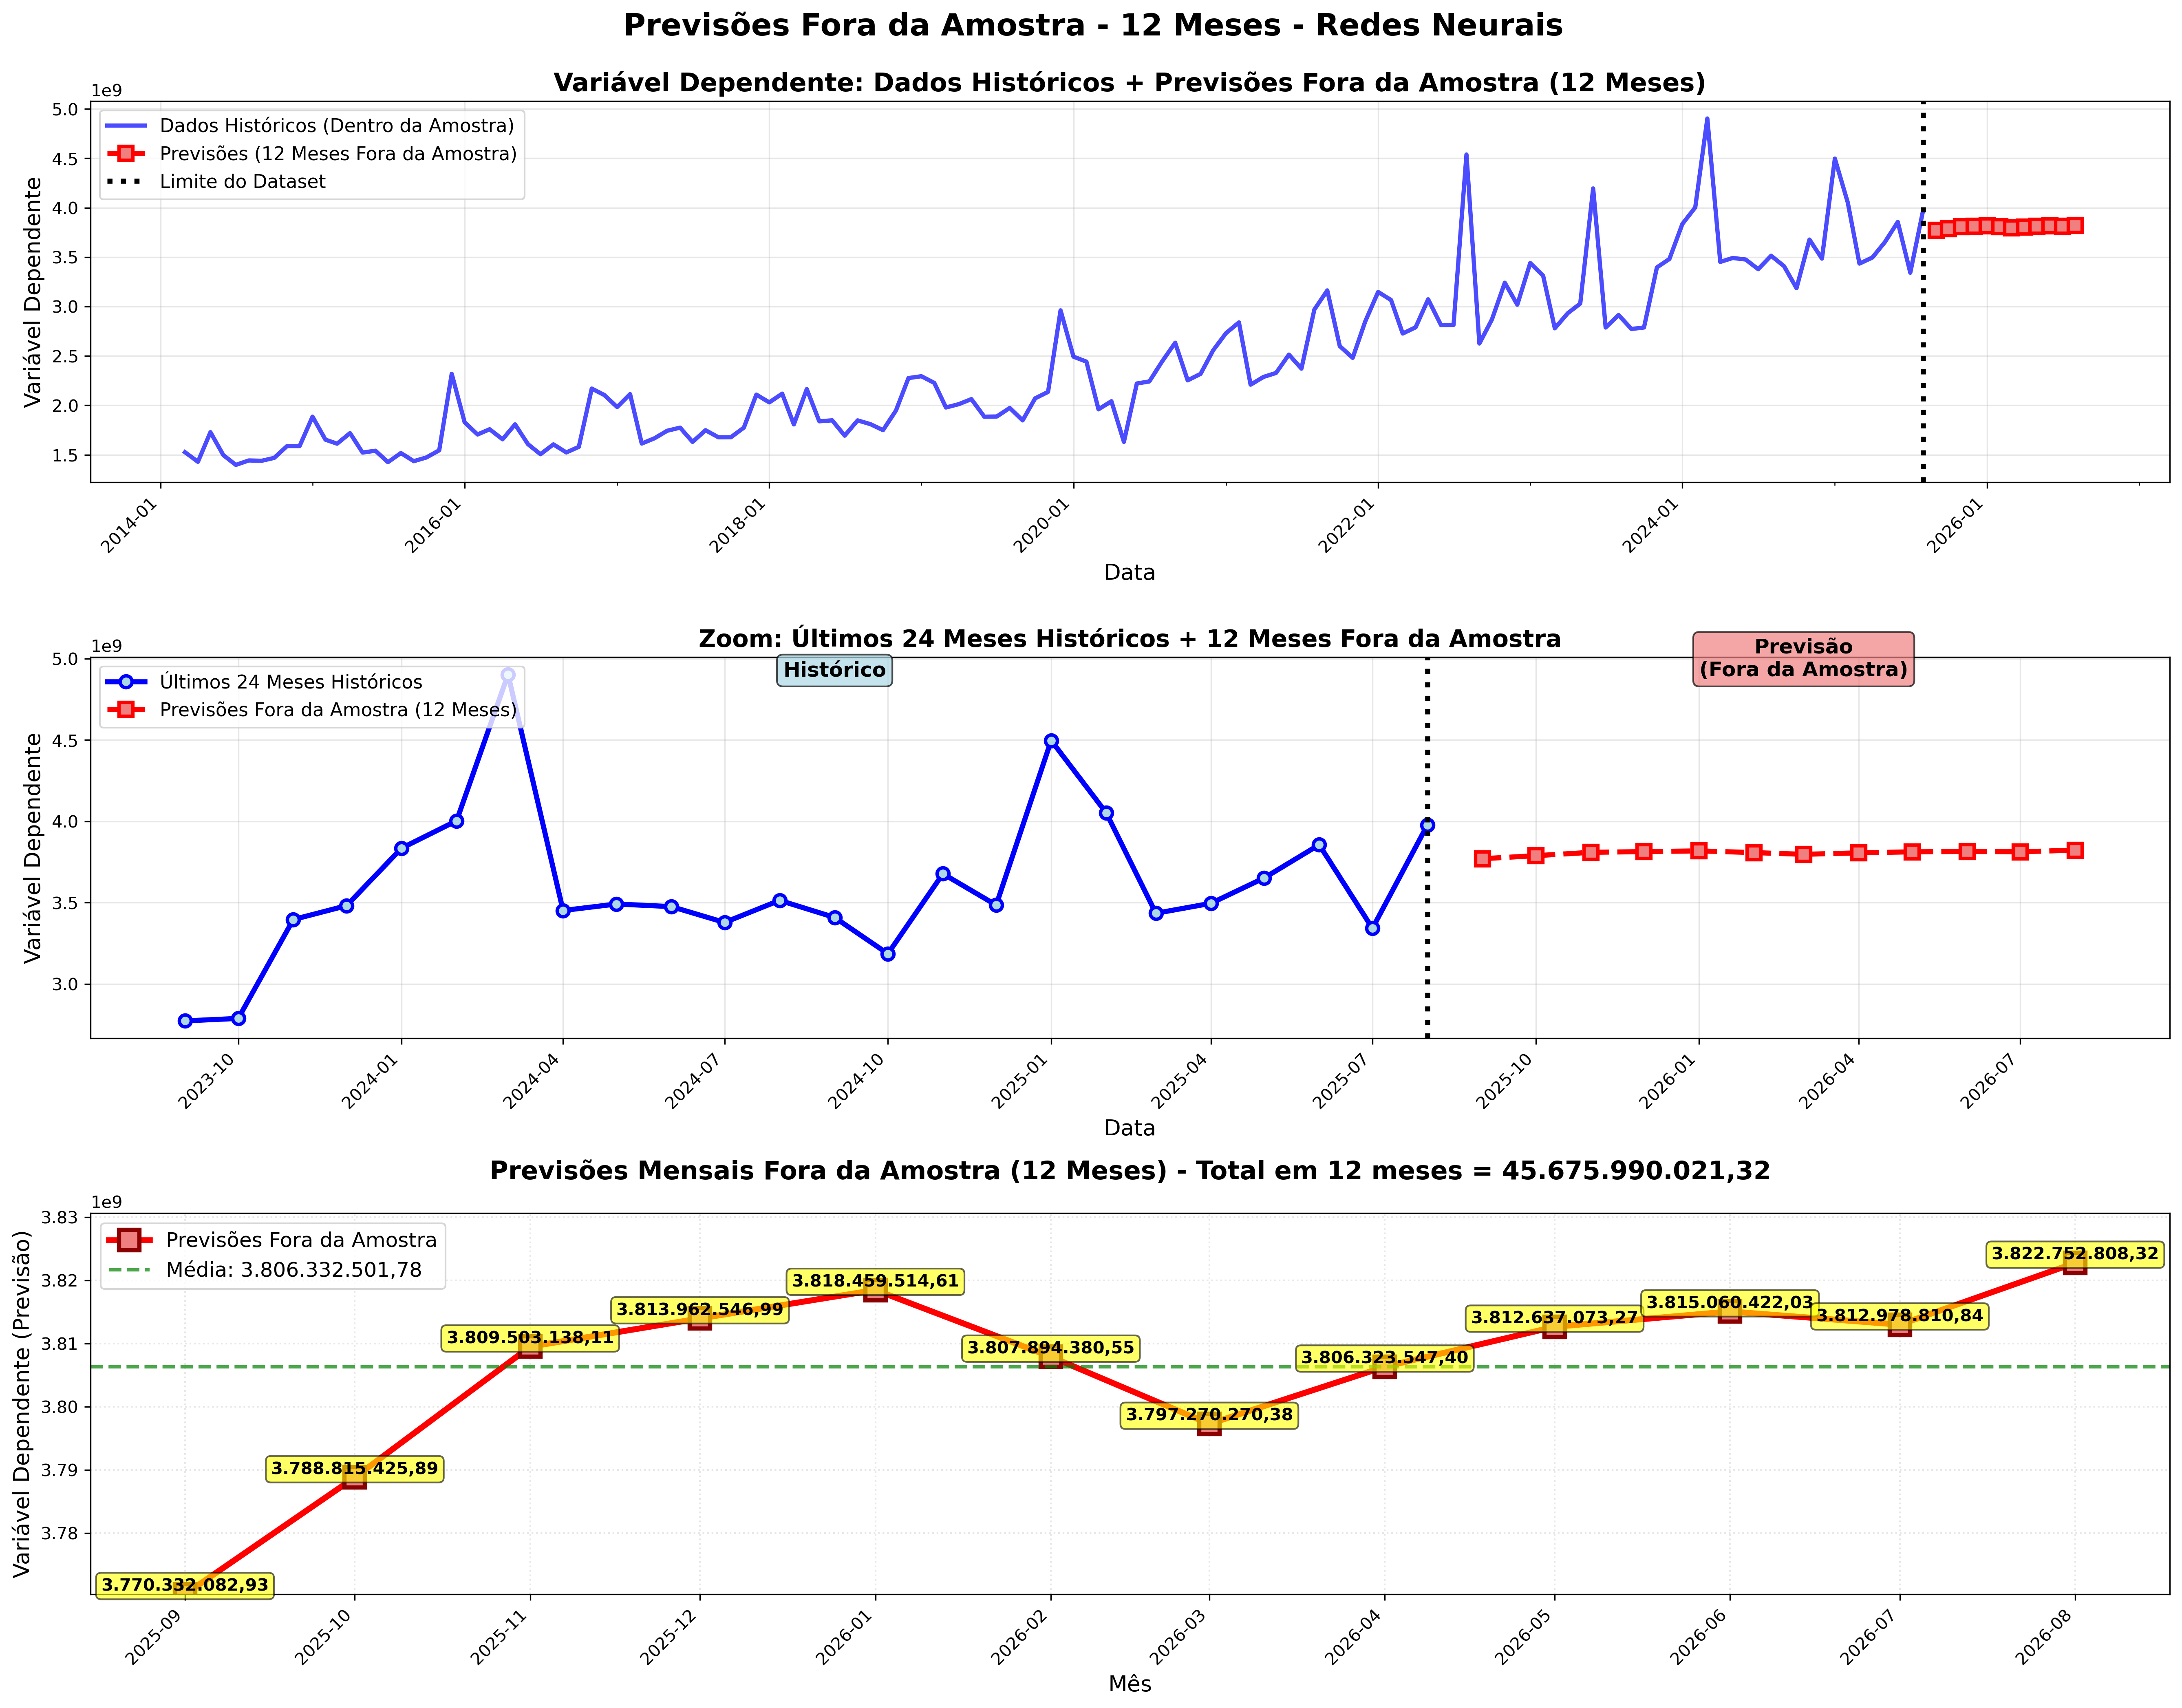 Previsões Fora da Amostra - 12 Meses - Redes Neurais
Variável Dependente: Dados Históricos + Previsões Fora da Amostra (12 Meses)
1e9
Dados Históricos (Dentro da Amostra)
Previsões (12 Meses Fora da Amostra)
Limite do Dataset
Variável Dependente
5.0
4.5
4.0
3.5
3.0
2.5
2.0
1.5
2014-01
2016-01
2018-01
2020-01
2022-01
2024-01
2026-01
Data
Zoom: Últimos 24 Meses Históricos + 12 Meses Fora da Amostra
1e9
Últimos 24 Meses Históricos
Previsões Fora da Amostra (12 Meses)
Histórico
Previsão
(Fora da Amostra)
Variável Dependente
5.0
4.5
4.0
3.5
3.0
2023-10
2024-01
2024-04
2024-07
2024-10
2025-01
2025-04
2025-07
2025-10
2026-01
2026-04
2026-07
Data
Previsões Mensais Fora da Amostra (12 Meses) - Total em 12 meses = 45.675.990.021,32
1e9
Previsões Fora da Amostra
Média: 3.806.332.501,78
Variável Dependente (Previsão)
3.83
3.82
3.81
3.80
3.79
3.78
3.770.332.082,93
3.788.815.425,89
3.809.503.138,11
3.813.962.546,99
3.818.459.514,61
3.807.894.380,55
3.797.270.270,38
3.806.323.547,40
3.812.637.073,27
3.815.060.422,03
3.812.978.810,84
3.822.752.808,32
2025-09
2025-10
2025-11
2025-12
2026-01
2026-02
2026-03
2026-04
2026-05
2026-06
2026-07
2026-08
Mês